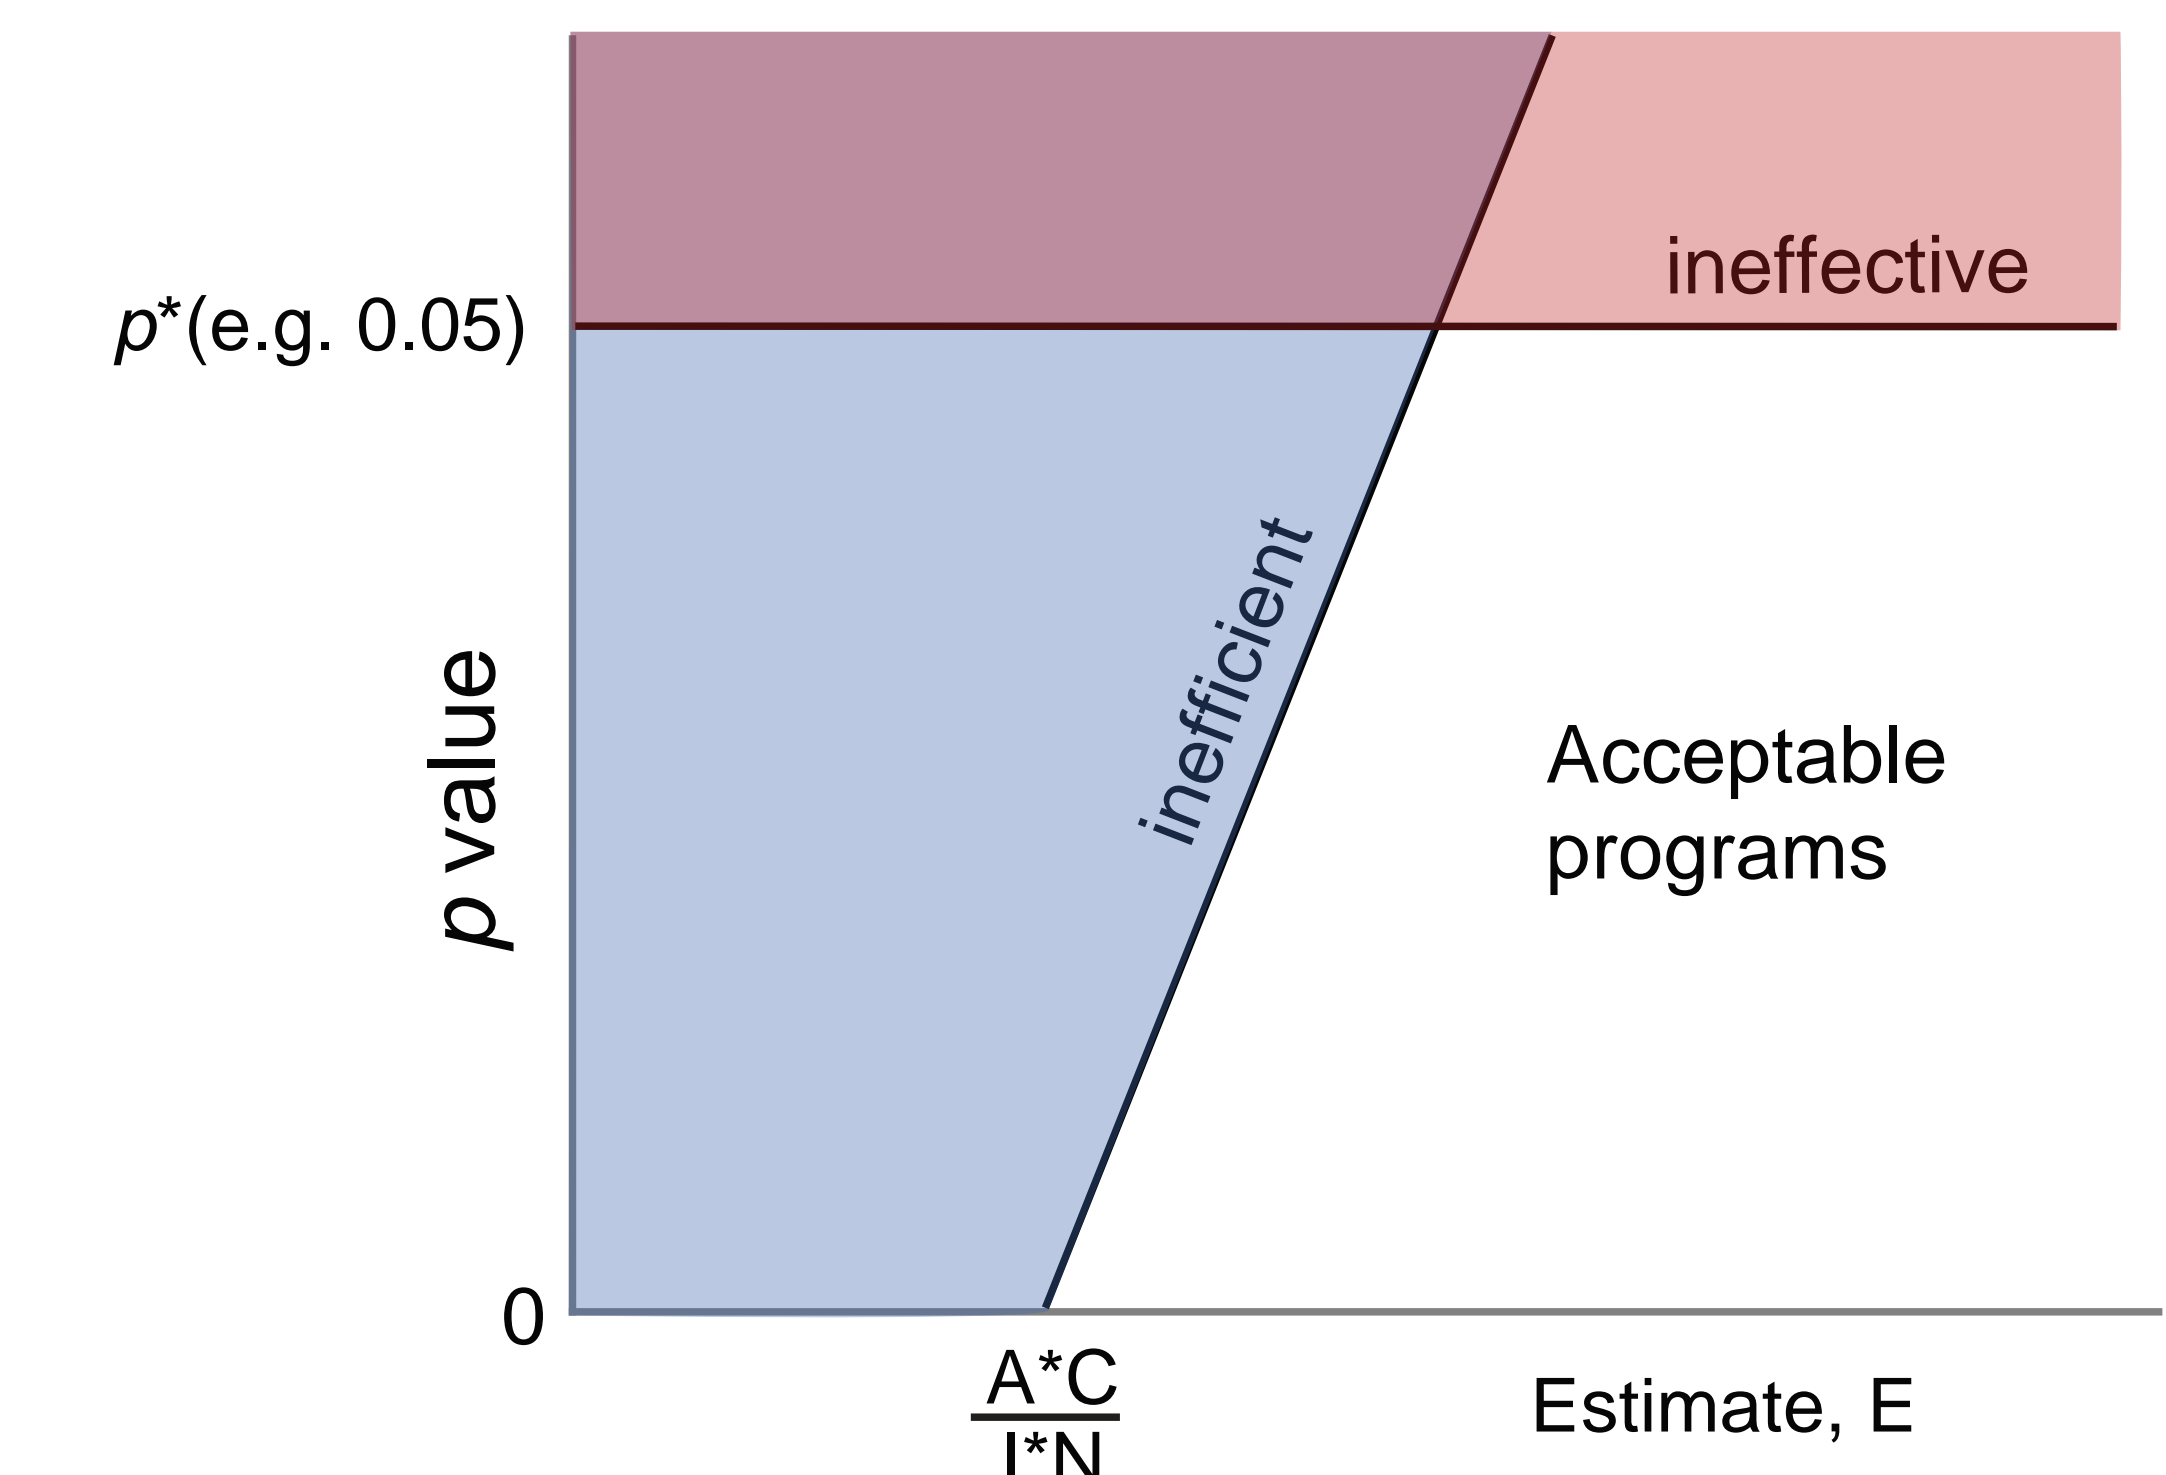 ineffective
p*(e.g. 0.05)
inefficient
p value
Acceptable
programs
0
A*C
I*N
Estimate, E